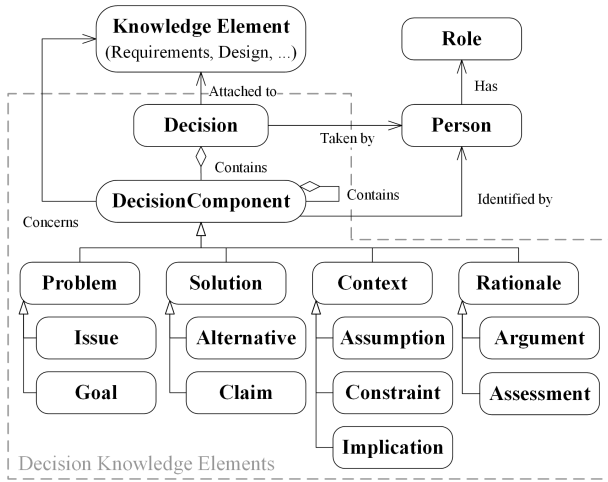 Knowledge Element
(Requirements, Design, ...)
Role
Attached to
Has
Decision
Taken by
Person
Contains
DecisionComponent
Contains
Identified by
Concerns
Problem
Solution
Context
Rationale
Issue
Alternative
Assumption
Argument
Goal
Claim
Constraint
Assessment
Implication
Decision Knowledge Elements